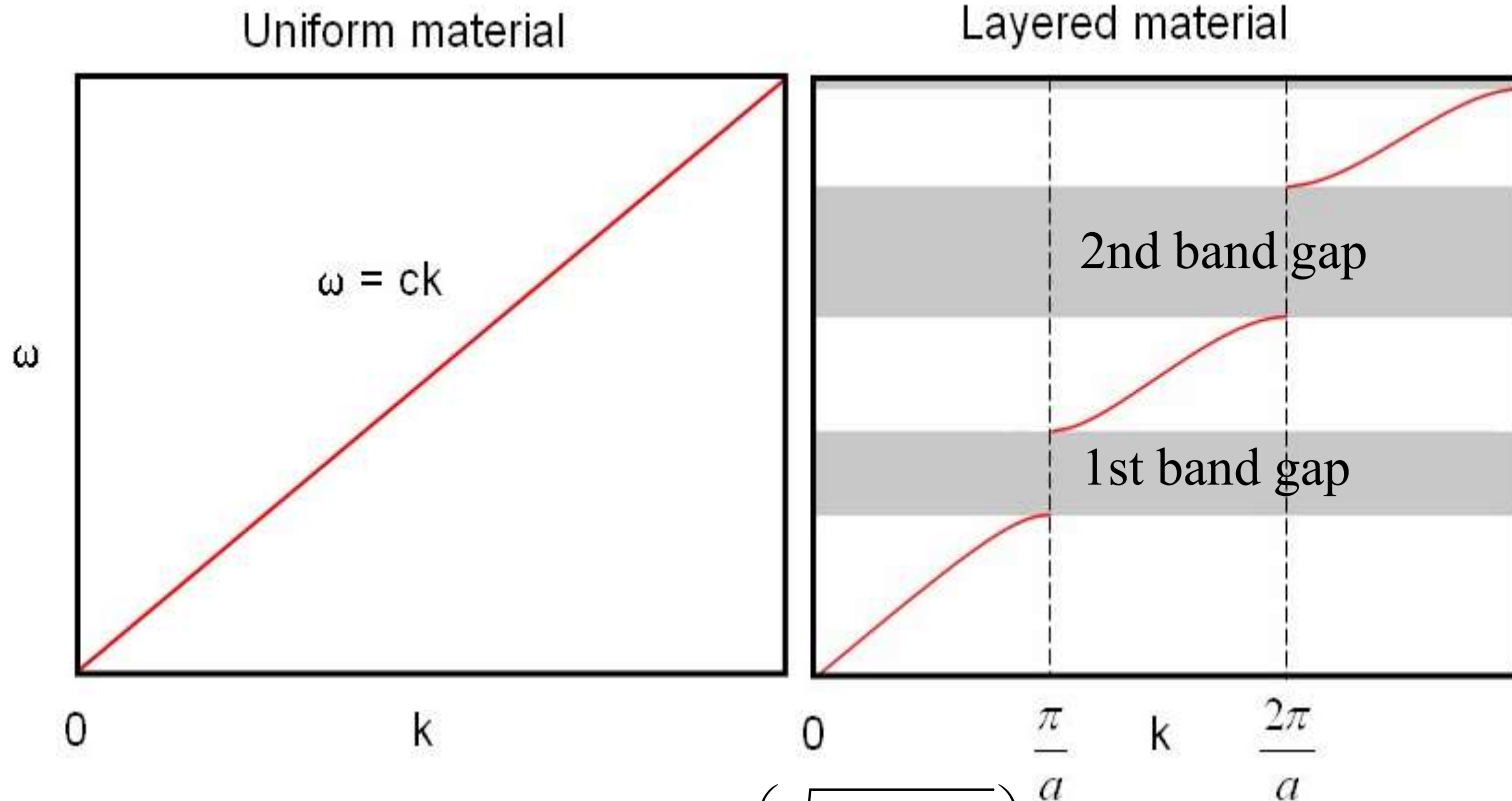 Uniform material
Layered material
ω = ck
ω
2nd band gap
1st band gap
0
k
0
π/a
k
2π/a